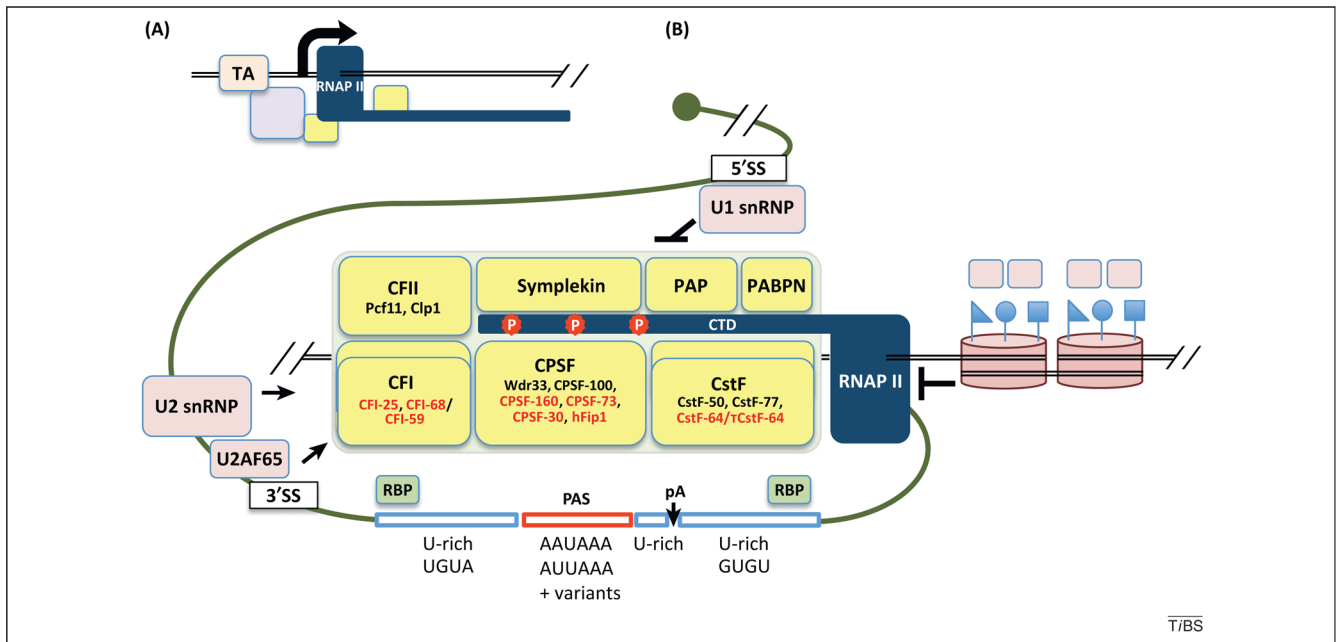 (A)
(B)
TA
RNAP II
5′SS
U1 snRNP
CFII
Pcf11, Clp1
Symplekin
PAP
PABPN
P
P
P
CTD
RNAP II
CFI
CFI-25, CFI-68/
CFI-59
CPSF
Wdr33, CPSF-100,
CPSF-160, CPSF-73,
CPSF-30, hFip1
CstF
CstF-50, CstF-77,
CstF-64/τCstF-64
U2 snRNP
U2AF65
3′SS
RBP
PAS
pA
RBP
U-rich
UGUA
AAUAAA
AUUAAA
+ variants
U-rich
U-rich
GUGU
TiBS